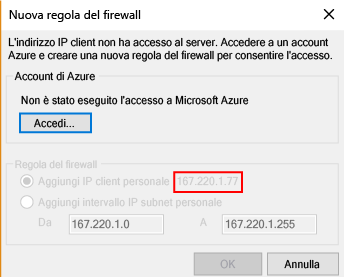 Nuova regola del firewall
L'indirizzo IP client non ha accesso al server. Accedere a un account
Azure e creare una nuova regola del firewall per consentire l'accesso.
Account di Azure
Non è stato eseguito l'accesso a Microsoft Azure
Accedi...
Regola del firewall
Aggiungi IP client personale 167.220.1.77
Aggiungi intervallo IP subnet personale
Da 167.220.1.0 A 167.220.1.255
OK Annulla